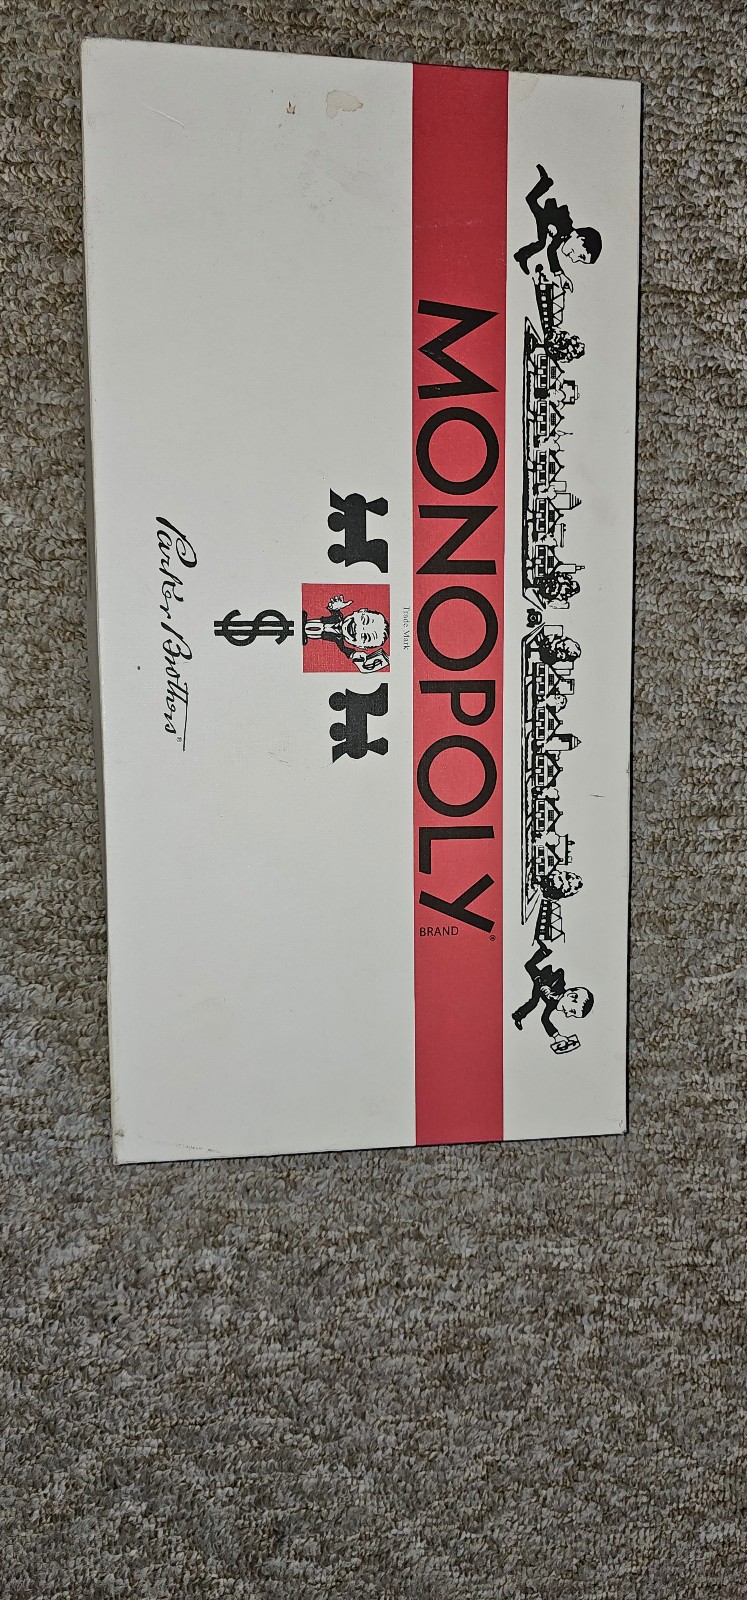 MONOPOLY®
BRAND
Trade Mark
$
Parker Brothers®